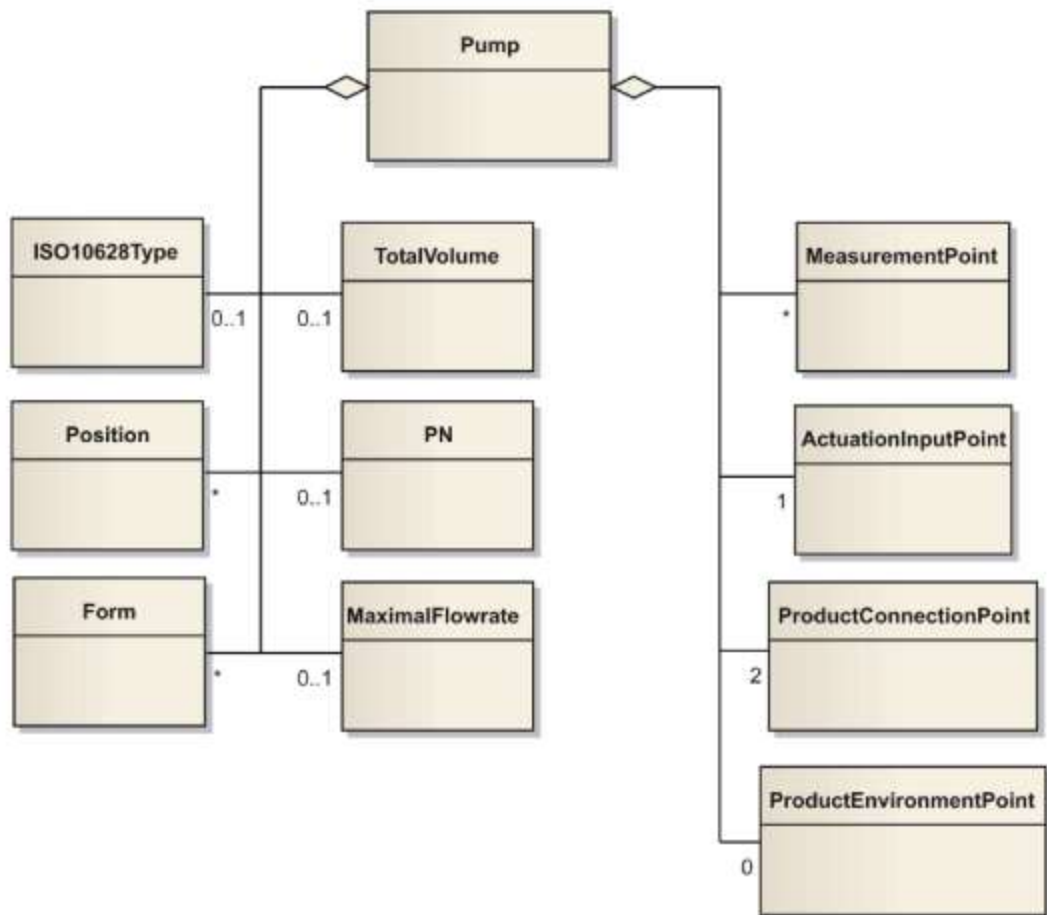 Pump
ISO10628Type
0..1
TotalVolume
0..1
MeasurementPoint
*
Position
*
PN
0..1
ActuationInputPoint
1
Form
*
MaximalFlowrate
0..1
ProductConnectionPoint
2
ProductEnvironmentPoint
0